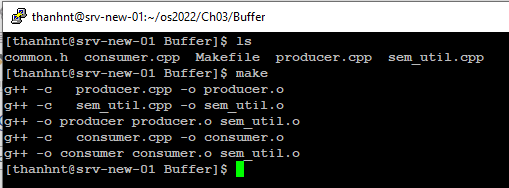 thanhnt@srv-new-01:~/os2022/Ch03/Buffer
[thanhnt@srv-new-01 Buffer]$ ls
common.h  consumer.cpp  Makefile  producer.cpp  sem_util.cpp
[thanhnt@srv-new-01 Buffer]$ make
g++ -c   producer.cpp -o producer.o
g++ -c   sem_util.cpp -o sem_util.o
g++ -o producer producer.o sem_util.o
g++ -c   consumer.cpp -o consumer.o
g++ -o consumer consumer.o sem_util.o
[thanhnt@srv-new-01 Buffer]$